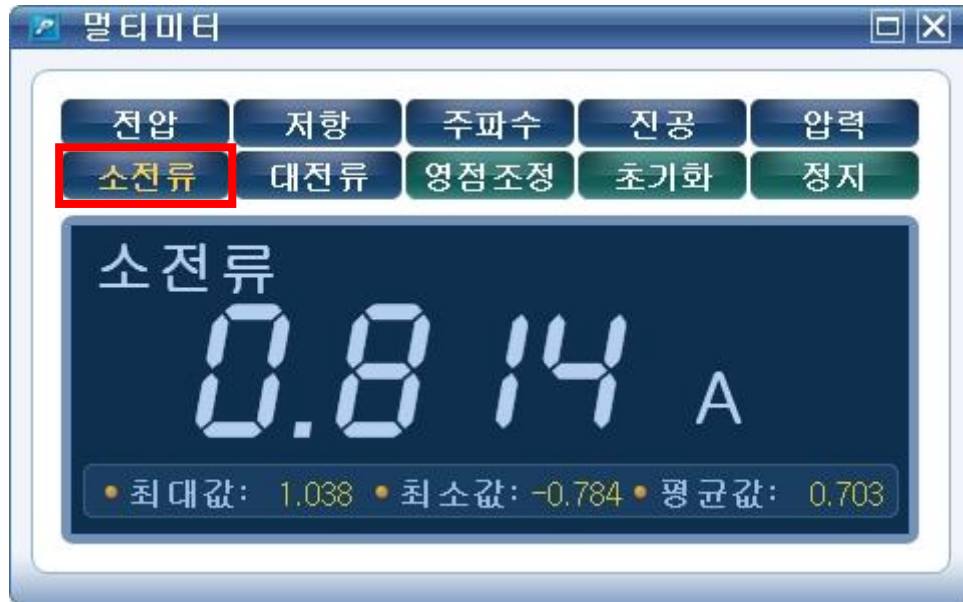 멀티미터
전압 저항 주파수 진공 압력
소전류 대전류 영점조정 초기화 정지
소전류
0.814 A
•최대값: 1.038 •최소값: -0.784 •평균값: 0.703